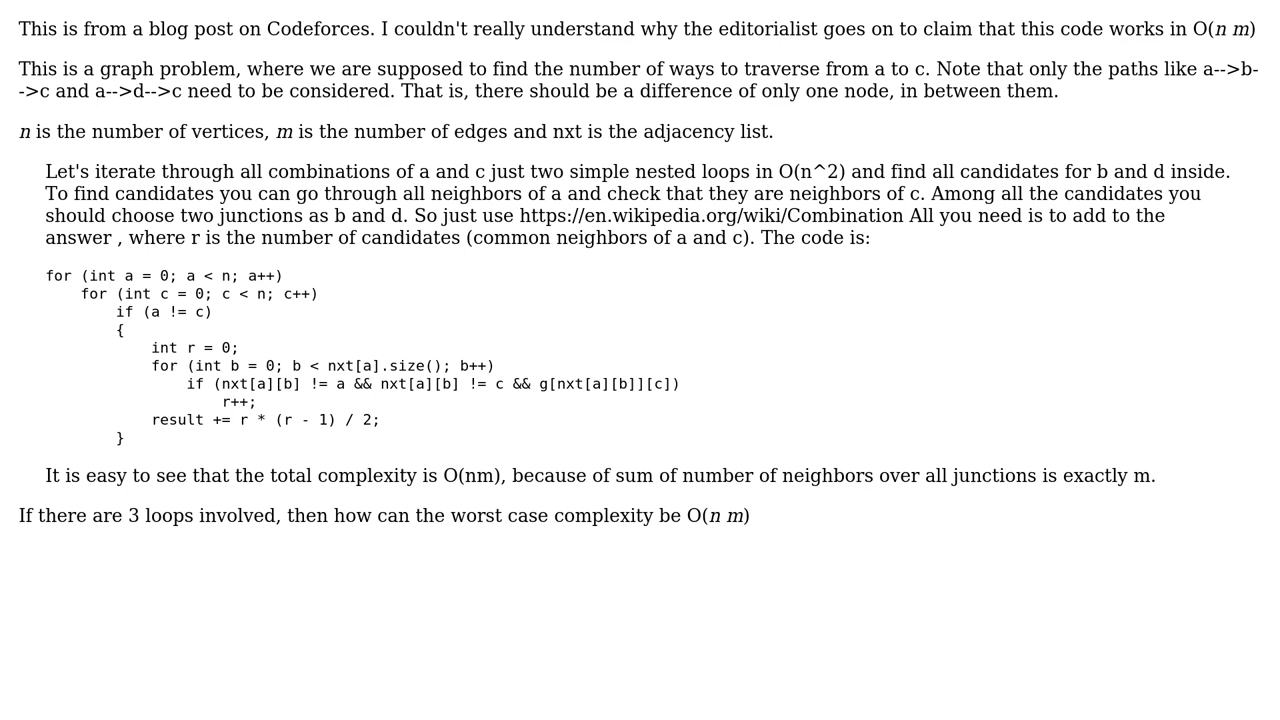 This is from a blog post on Codeforces. I couldn't really understand why the editorialist goes on to claim that this code works in O(n m)
This is a graph problem, where we are supposed to find the number of ways to traverse from a to c. Note that only the paths like a-->b-
->c and a-->d-->c need to be considered. That is, there should be a difference of only one node, in between them.
n is the number of vertices, m is the number of edges and nxt is the adjacency list.
Let's iterate through all combinations of a and c just two simple nested loops in O(n^2) and find all candidates for b and d inside.
To find candidates you can go through all neighbors of a and check that they are neighbors of c. Among all the candidates you
should choose two junctions as b and d. So just use https://en.wikipedia.org/wiki/Combination All you need is to add to the
answer , where r is the number of candidates (common neighbors of a and c). The code is:
for (int a = 0; a < n; a++)
    for (int c = 0; c < n; c++)
        if (a != c)
        {
            int r = 0;
            for (int b = 0; b < nxt[a].size(); b++)
                if (nxt[a][b] != a && nxt[a][b] != c && g[nxt[a][b]][c])
                    r++;
            result += r * (r - 1) / 2;
        }
It is easy to see that the total complexity is O(nm), because of sum of number of neighbors over all junctions is exactly m.
If there are 3 loops involved, then how can the worst case complexity be O(n m)